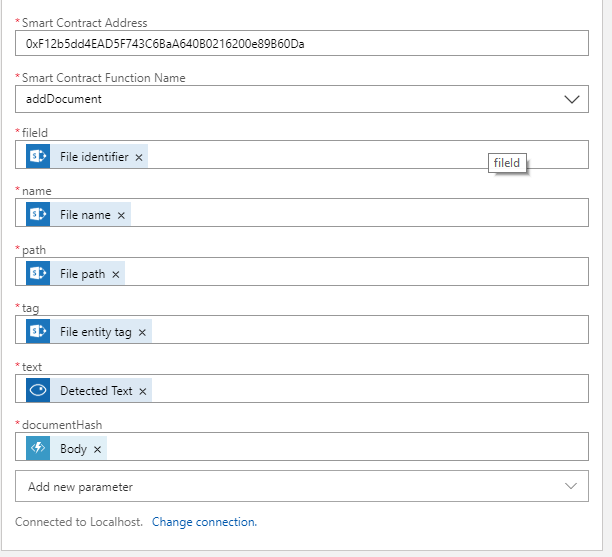 * Smart Contract Address
0xF12b5dd4EAD5F743C6BaA640B0216200e89B60Da
* Smart Contract Function Name
addDocument
* fileId
File identifier ×
fileId
* name
File name ×
* path
File path ×
* tag
File entity tag ×
* text
Detected Text ×
* documentHash
Body ×
Add new parameter
Connected to Localhost. Change connection.